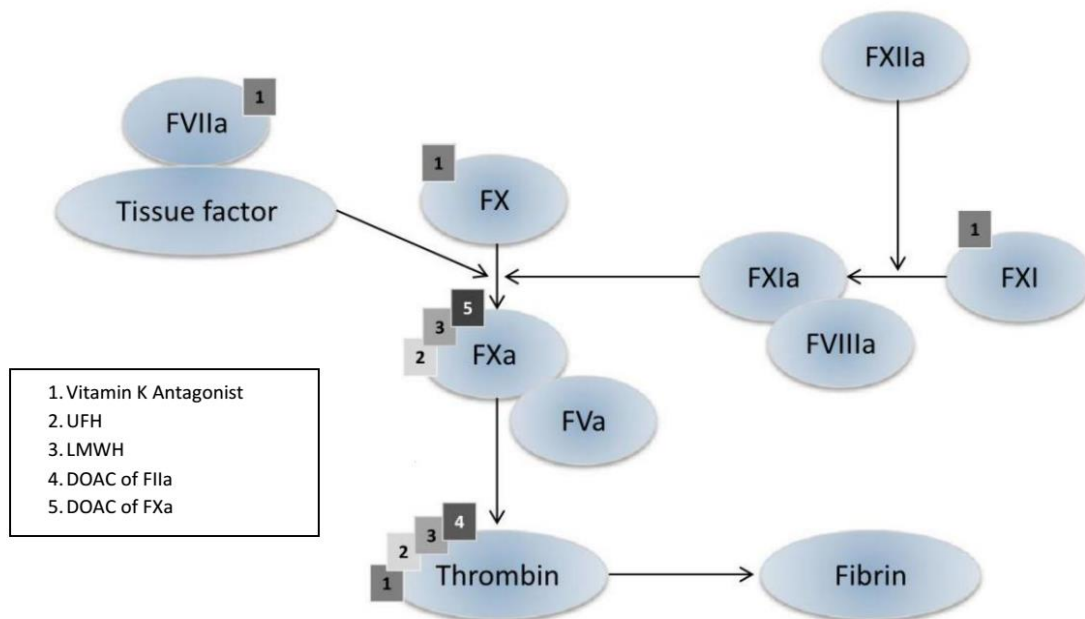 FXIIa
1
FVIIa
1
FX
Tissue factor
1
FXIa
FXI
5
3
2
FXa
FVIIIa
1. Vitamin K Antagonist
2. UFH
3. LMWH
4. DOAC of FIIa
5. DOAC of FXa
FVa
4
3
2
1
Thrombin
Fibrin